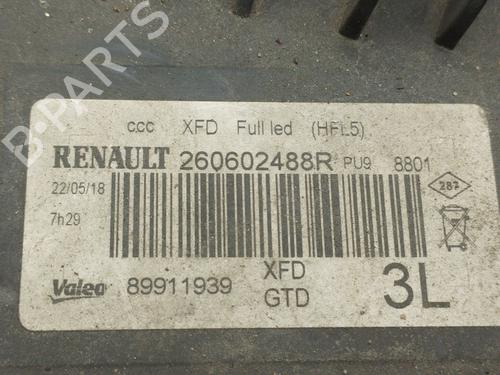 B-PARTS
CCC XFD Full led (HFL5)
RENAULT 260602488R PU9 8801
22/05/18
287
7h29
Valeo 89911939 XFD
GTD
3L